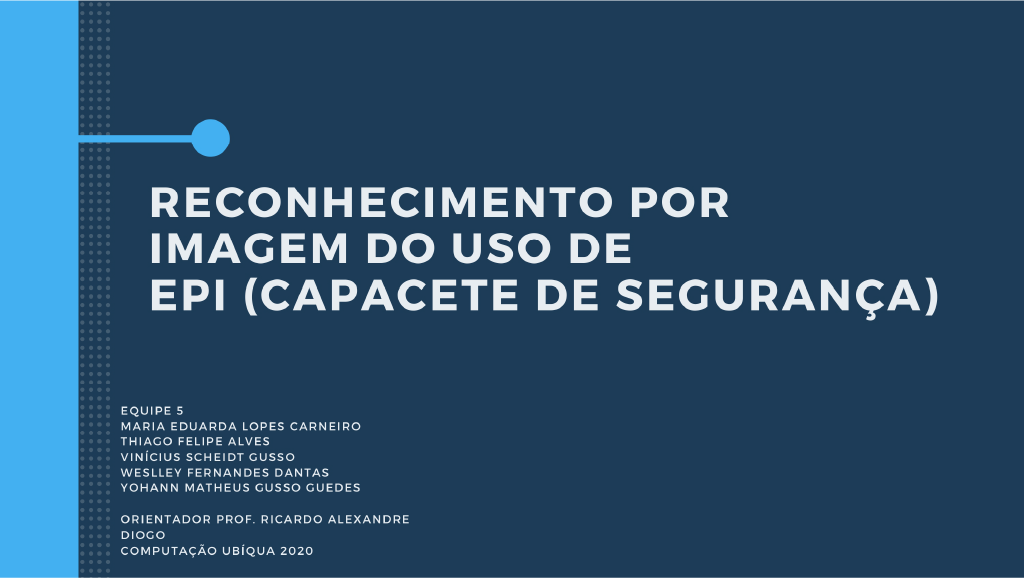 RECONHECIMENTO POR
IMAGEM DO USO DE
EPI (CAPACETE DE SEGURANÇA)
EQUIPE 5
MARIA EDUARDA LOPES CARNEIRO
THIAGO FELIPE ALVES
VINÍCIUS SCHEIDT GUSSO
WESLLEY FERNANDES DANTAS
YOHANN MATHEUS GUSSO GUEDES
ORIENTADOR PROF. RICARDO ALEXANDRE
DIOGO
COMPUTAÇÃO UBÍQUA 2020